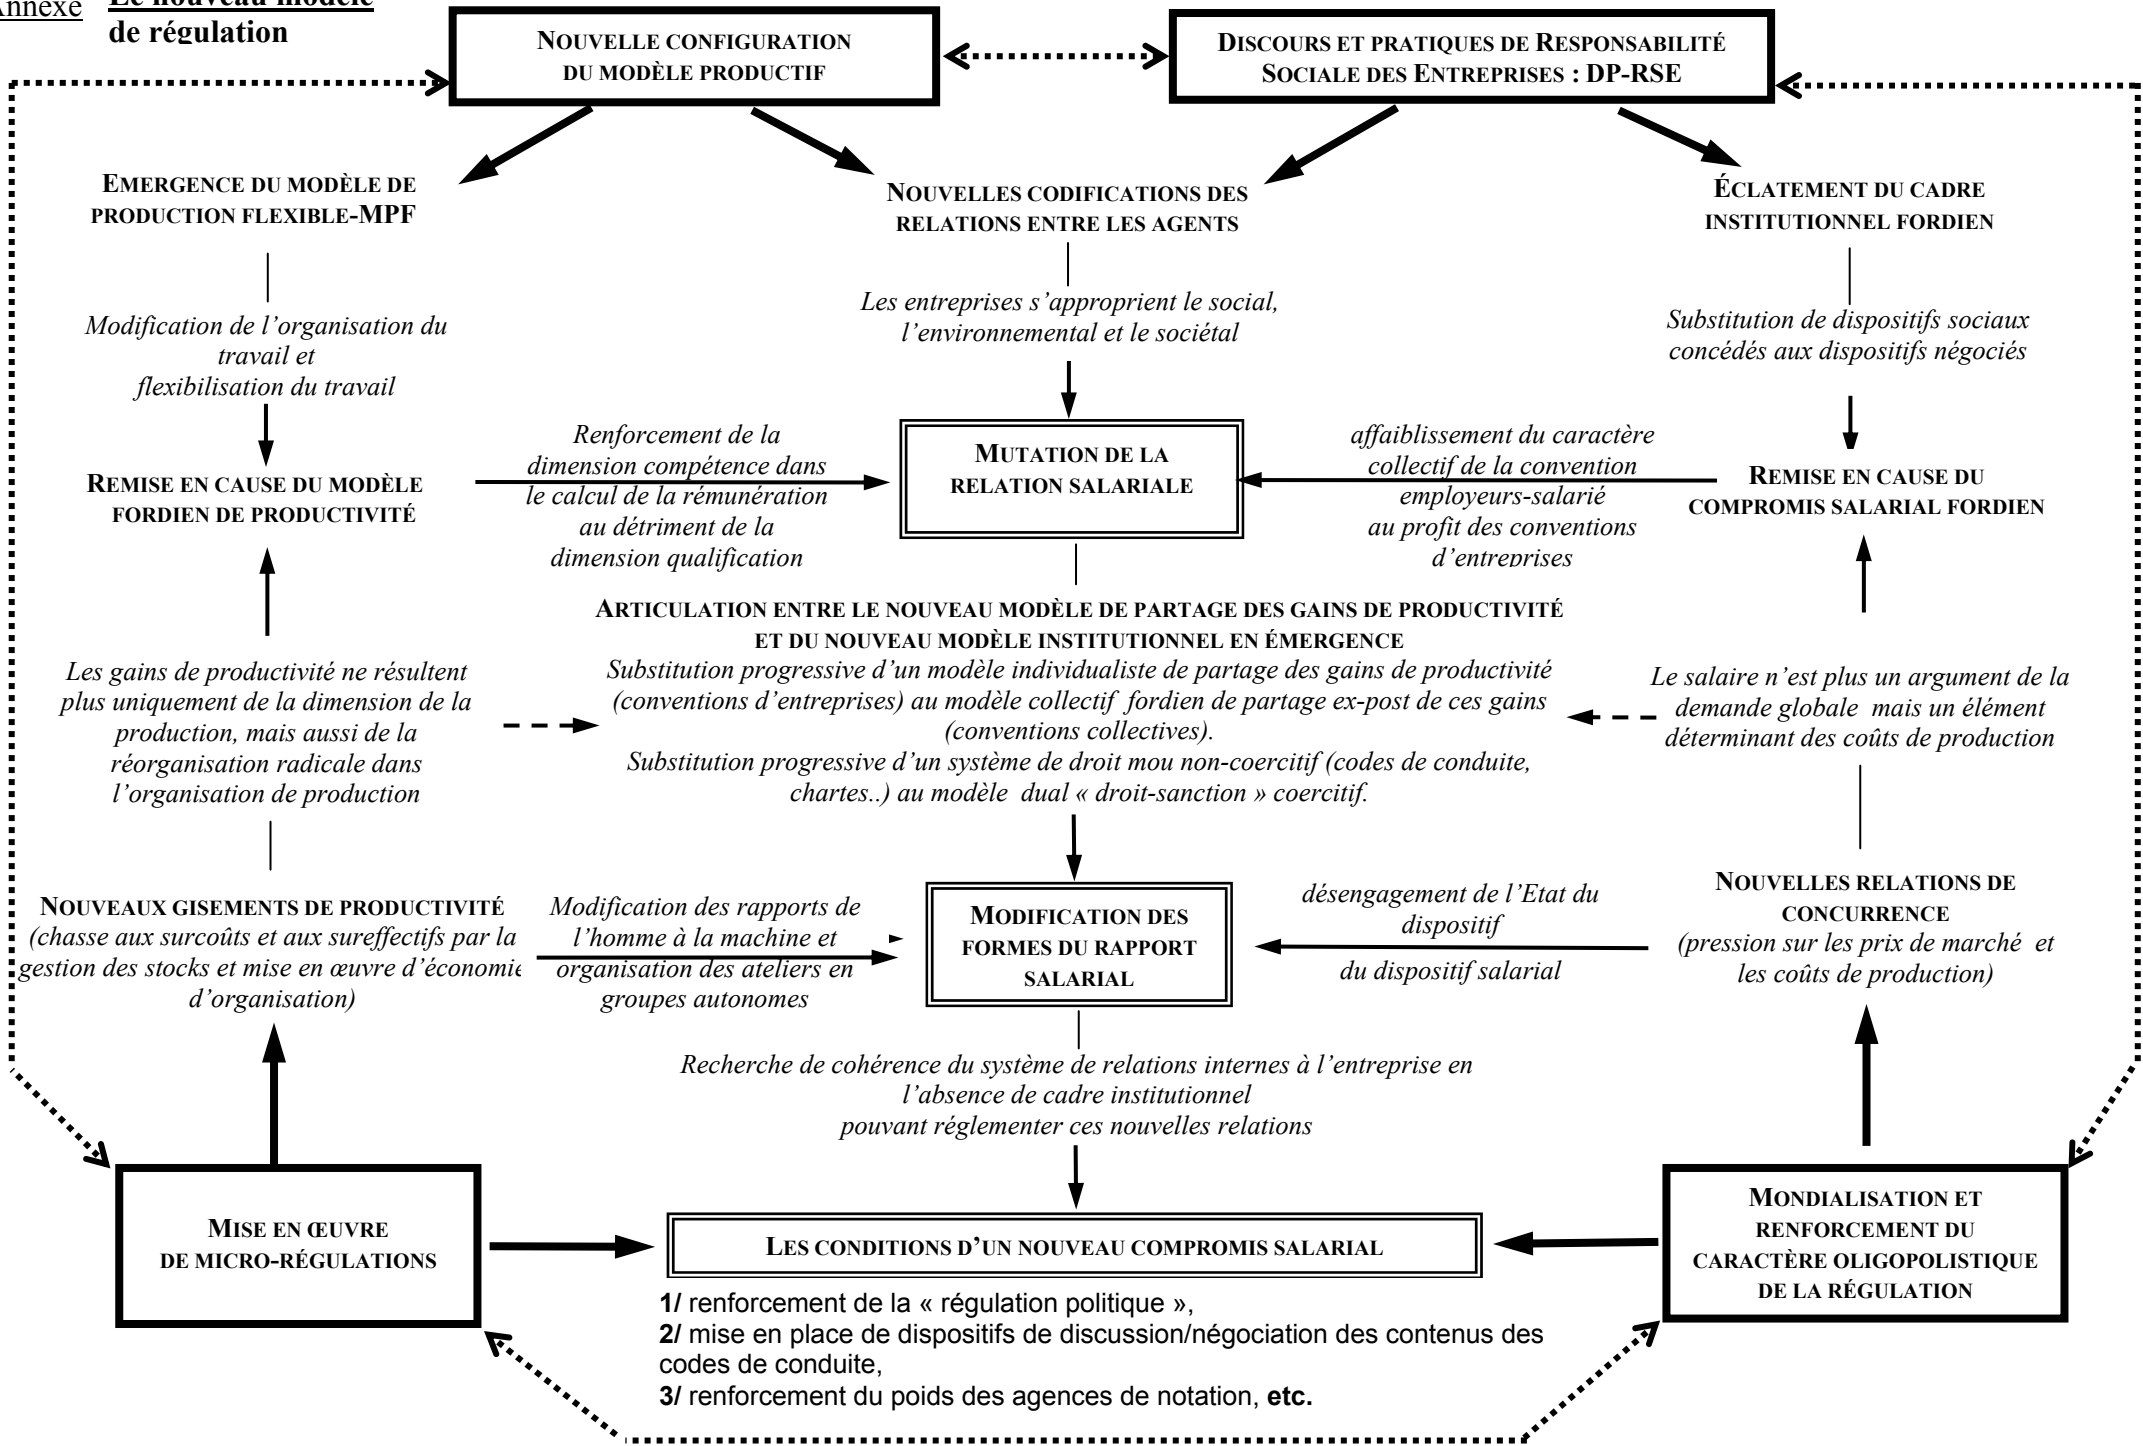 Annexe
Le nouveau modèle
de régulation
NOUVELLE CONFIGURATION
DU MODÈLE PRODUCTIF
DISCOURS ET PRATIQUES DE RESPONSABILITÉ
SOCIALE DES ENTREPRISES : DP-RSE
EMERGENCE DU MODÈLE DE
PRODUCTION FLEXIBLE-MPF
NOUVELLES CODIFICATIONS DES
RELATIONS ENTRE LES AGENTS
ÉCLATEMENT DU CADRE
INSTITUTIONNEL FORDIEN
Modification de l’organisation du
travail et
flexibilisation du travail
Les entreprises s’approprient le social,
l’environnemental et le sociétal
Substitution de dispositifs sociaux
concédés aux dispositifs négociés
REMISE EN CAUSE DU MODÈLE
FORDIEN DE PRODUCTIVITÉ
Renforcement de la
dimension compétence dans
le calcul de la rémunération
au détriment de la
dimension qualification
MUTATION DE LA
RELATION SALARIALE
affaiblissement du caractère
collectif de la convention
employeurs-salarié
au profit des conventions
d’entreprises
REMISE EN CAUSE DU
COMPROMIS SALARIAL FORDIEN
Les gains de productivité ne résultent
plus uniquement de la dimension de la
production, mais aussi de la
réorganisation radicale dans
l’organisation de production
ARTICULATION ENTRE LE NOUVEAU MODÈLE DE PARTAGE DES GAINS DE PRODUCTIVITÉ
ET DU NOUVEAU MODÈLE INSTITUTIONNEL EN ÉMERGENCE
Substitution progressive d’un modèle individualiste de partage des gains de productivité
(conventions d’entreprises) au modèle collectif fordien de partage ex-post de ces gains
(conventions collectives).
Substitution progressive d’un système de droit mou non-coercitif (codes de conduite,
chartes..) au modèle dual « droit-sanction » coercitif.
Le salaire n’est plus un argument de la
demande globale mais un élément
déterminant des coûts de production
NOUVEAUX GISEMENTS DE PRODUCTIVITÉ
(chasse aux surcoûts et aux sureffectifs par la
gestion des stocks et mise en œuvre d’économie
d’organisation)
Modification des rapports de
l’homme à la machine et
organisation des ateliers en
groupes autonomes
MODIFICATION DES
FORMES DU RAPPORT
SALARIAL
désengagement de l’Etat du
dispositif
du dispositif salarial
NOUVELLES RELATIONS DE
CONCURRENCE
(pression sur les prix de marché et
les coûts de production)
Recherche de cohérence du système de relations internes à l’entreprise en
l’absence de cadre institutionnel
pouvant réglementer ces nouvelles relations
MISE EN ŒUVRE
DE MICRO-RÉGULATIONS
LES CONDITIONS D’UN NOUVEAU COMPROMIS SALARIAL
MONDIALISATION ET
RENFORCEMENT DU
CARACTÈRE OLIGOPOLISTIQUE
DE LA RÉGULATION
1/ renforcement de la « régulation politique »,
2/ mise en place de dispositifs de discussion/négociation des contenus des
codes de conduite,
3/ renforcement du poids des agences de notation, etc.